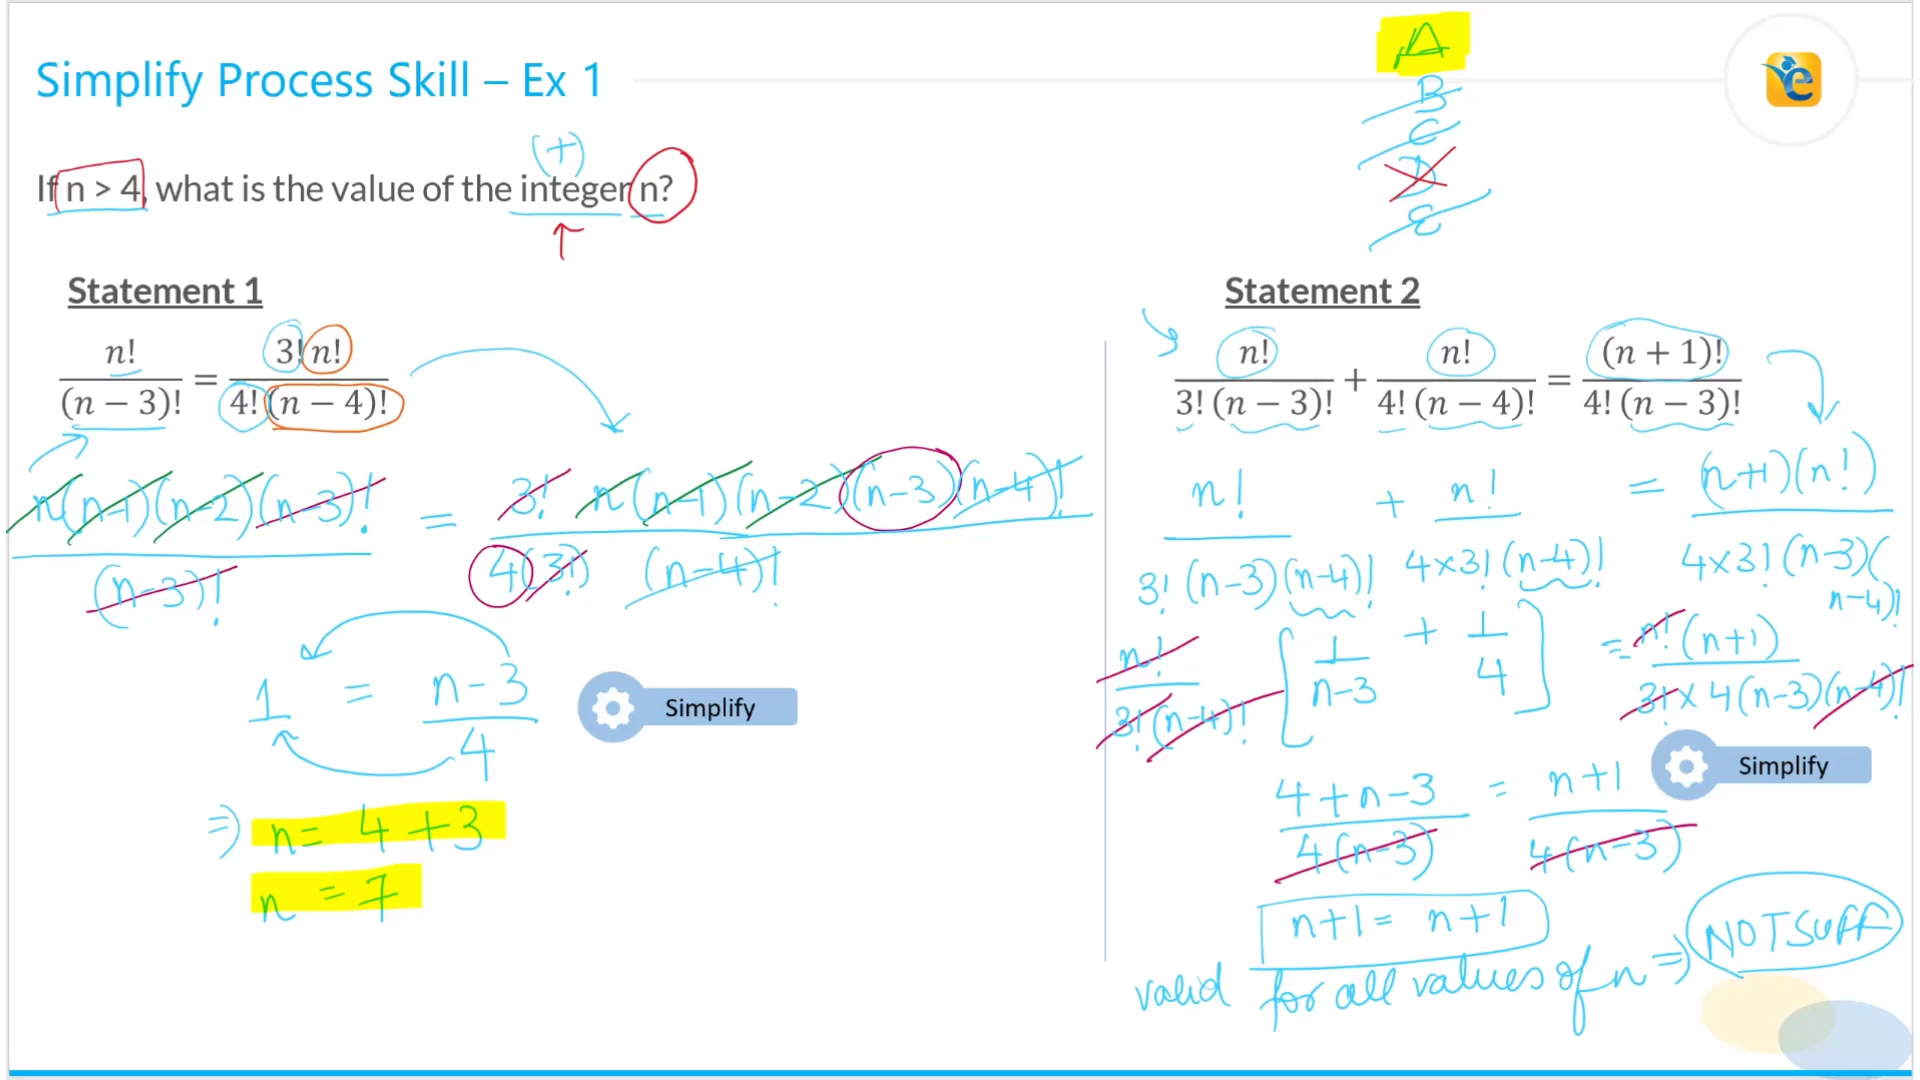 Simplify Process Skill – Ex 1
A
B
C
D
E
(+)
If n > 4, what is the value of the integer n?
↑
Statement 1
n!/(n − 3)! = 3! n!/4! (n − 4)!
n(n-1)(n-2)(n-3)!/(n-3)! = 3! n(n-1)(n-2)(n-3)(n-4)!/4(3!) (n-4)!
1 = n-3/4
Simplify
⇒ n = 4+3
n = 7
Statement 2
n!/3! (n − 3)! + n!/4! (n − 4)! = (n + 1)!/4! (n − 3)!
n!/3! (n-3)(n-4)! + n!/4×3! (n-4)! = (n+1)(n!)/4×3! (n-3)(n-4)!
n!/3! (n-4)! [1/n-3 + 1/4] = n! (n+1)/3! × 4(n-3)(n-4)!
Simplify
4+n-3/4(n-3) = n+1/4(n-3)
n+1 = n+1
valid for all values of n ⇒ NOT SUFF
e